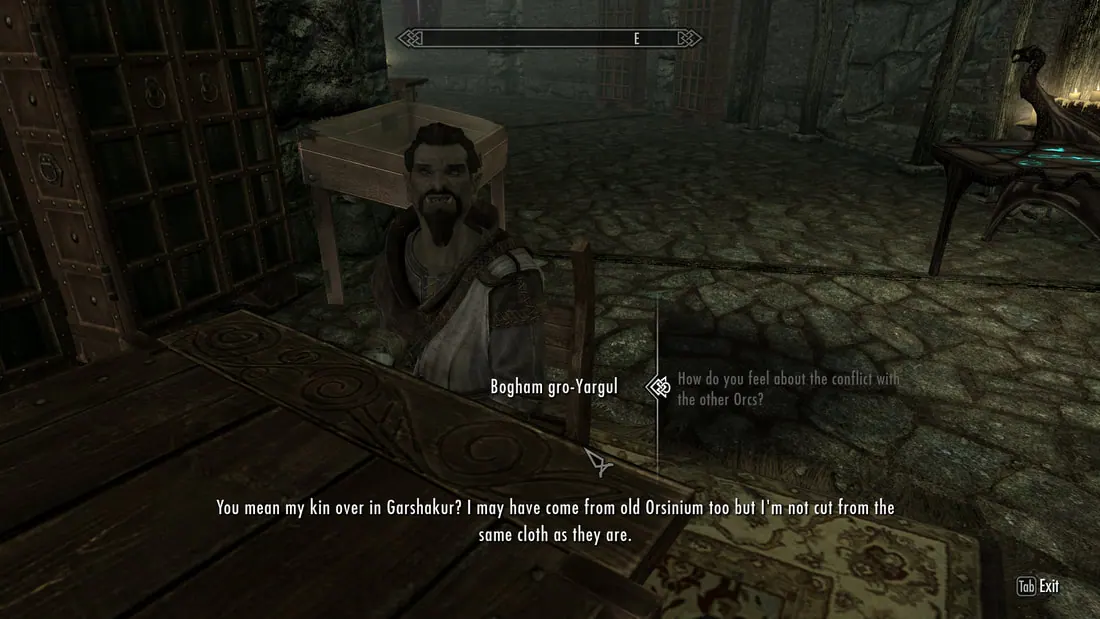 E
Bogham gro-Yargul
How do you feel about the conflict with
the other Orcs?
You mean my kin over in Garshakur? I may have come from old Orsinium too but I'm not cut from the
same cloth as they are.
Tab Exit